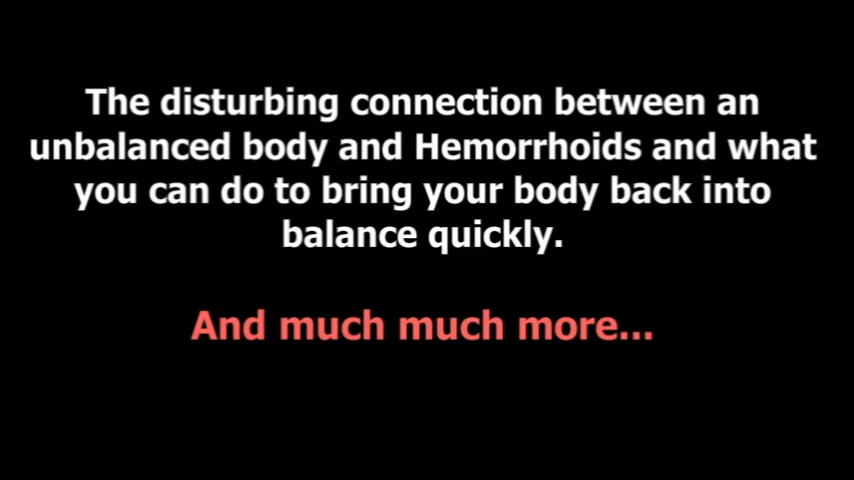 The disturbing connection between an
unbalanced body and Hemorrhoids and what
you can do to bring your body back into
balance quickly.
And much much more...